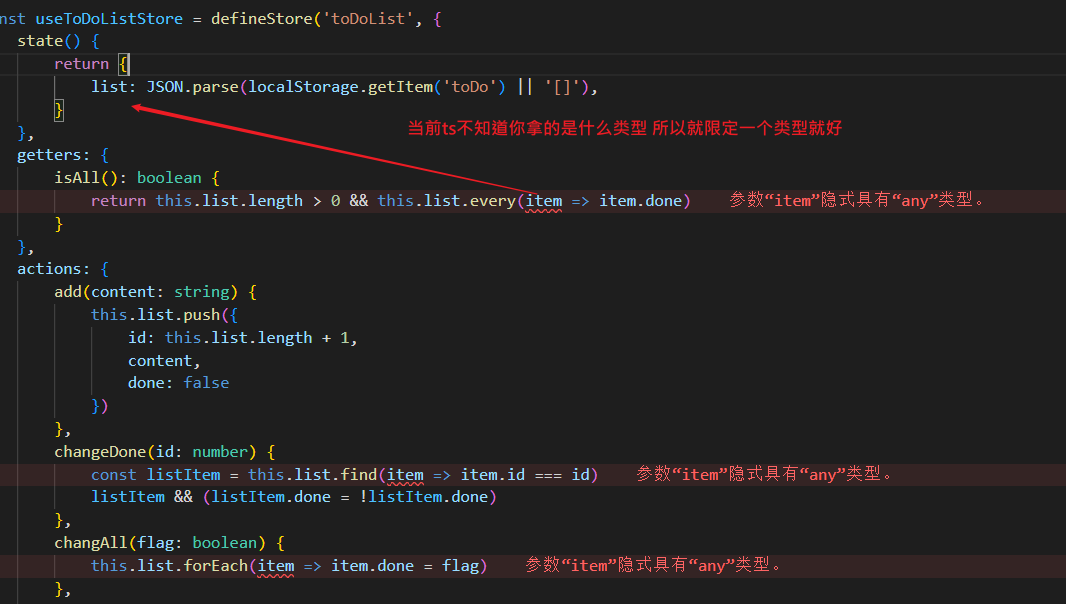 nst useToDoListStore = defineStore('toDoList', {
state() {
return {
list: JSON.parse(localStorage.getItem('toDo') || '[]'),
}
当前ts不知道你拿的是什么类型 所以就限定一个类型就好
},
getters: {
isAll(): boolean {
return this.list.length > 0 && this.list.every(item => item.done) 参数“item”隐式具有“any”类型。
}
},
actions: {
add(content: string) {
this.list.push({
id: this.list.length + 1,
content,
done: false
})
},
changeDone(id: number) {
const listItem = this.list.find(item => item.id === id) 参数“item”隐式具有“any”类型。
listItem && (listItem.done = !listItem.done)
},
changAll(flag: boolean) {
this.list.forEach(item => item.done = flag) 参数“item”隐式具有“any”类型。
},